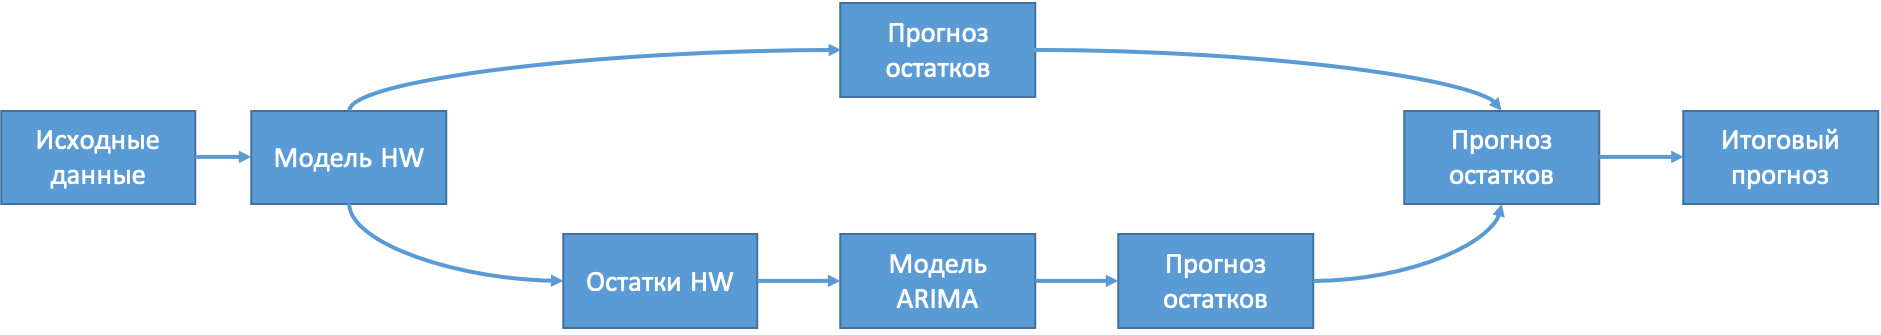 Прогноз
остатков
Исходные
данные
Модель HW
Прогноз
остатков
Итоговый
прогноз
Остатки HW
Модель
ARIMA
Прогноз
остатков